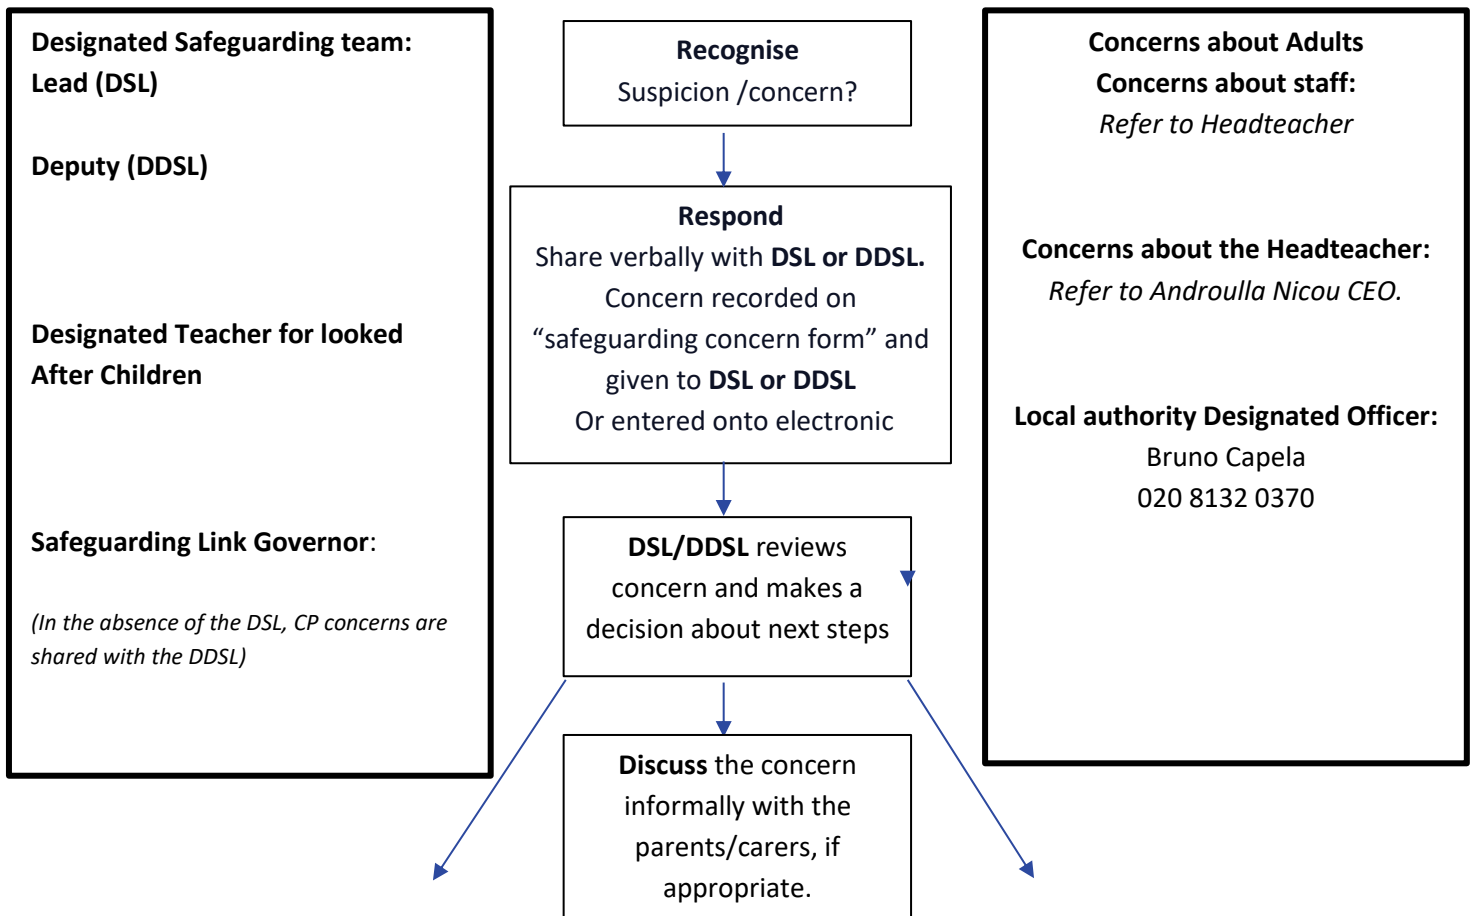 Designated Safeguarding team:
Lead (DSL)
Deputy (DDSL)
Designated Teacher for looked
After Children
Safeguarding Link Governor:
(In the absence of the DSL, CP concerns are
shared with the DDSL)
Recognise
Suspicion /concern?
Respond
Share verbally with DSL or DDSL.
Concern recorded on
“safeguarding concern form” and
given to DSL or DDSL
Or entered onto electronic
DSL/DDSL reviews
concern and makes a
decision about next steps
Discuss the concern
informally with the
parents/carers, if
appropriate.
Concerns about Adults
Concerns about staff:
Refer to Headteacher
Concerns about the Headteacher:
Refer to Androulla Nicou CEO.
Local authority Designated Officer:
Bruno Capela
020 8132 0370